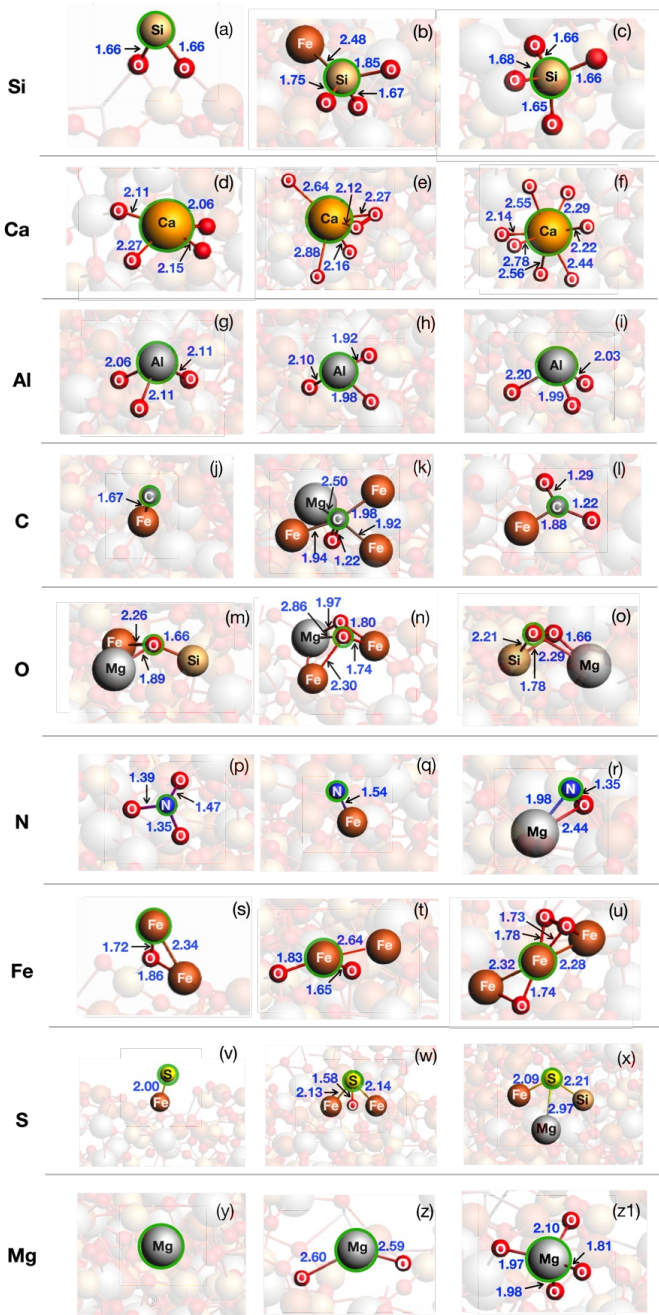 Si
(a)
Si
1.66
1.66
O
O
(b)
Fe
2.48
1.85
Si
O
1.75
O
O
1.67
(c)
O
1.66
1.68
Si
O
1.66
1.65
O
Ca
(d)
2.11
2.06
O
Ca
2.27
O
2.15
(e)
O
2.64
2.12
2.27
Ca
O
O
2.88
2.16
O
O
(f)
O
O
2.55
2.29
2.14
O
Ca
O
O
2.22
2.78
2.56
O
2.44
O
Al
(g)
2.06
Al
2.11
O
O
O
2.11
(h)
1.92
O
2.10
Al
O
1.98
O
(i)
2.03
Al
2.20
O
O
1.99
O
C
(j)
C
1.67
Fe
(k)
2.50
Fe
Mg
1.98
C
Fe
O
1.92
Fe
1.94
1.22
(l)
O
1.29
C
1.22
Fe
1.88
O
O
(m)
2.26
1.66
Fe
O
Mg
Si
1.89
(n)
1.97
2.86
O
1.80
Mg
O
Fe
1.74
Fe
2.30
(o)
2.21
O
O
1.66
Si
2.29
Mg
1.78
N
(p)
1.39
O
O
N
1.47
1.35
O
(q)
N
1.54
Fe
(r)
N
1.35
1.98
O
Mg
2.44
Fe
(s)
Fe
1.72
2.34
O
1.86
Fe
(t)
2.64
Fe
1.83
Fe
O
O
1.65
(u)
1.73
O
O
1.78
Fe
2.32
Fe
2.28
Fe
1.74
O
S
(v)
S
2.00
Fe
(w)
1.58
S
2.13
2.14
Fe
O
Fe
(x)
2.09
S
2.21
Fe
Si
2.97
Mg
Mg
(y)
Mg
(z)
Mg
2.59
2.60
O
O
(z1)
2.10
O
O
Mg
1.81
1.97
O
1.98
O